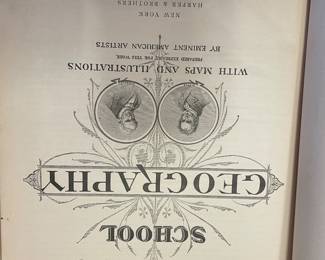 SCHOOL
GEOGRAPHY
WITH MAPS AND ILLUSTRATIONS
PREPARED EXPRESSLY FOR THIS WORK
BY EMINENT AMERICAN ARTISTS
NEW YORK
HARPER & BROTHERS